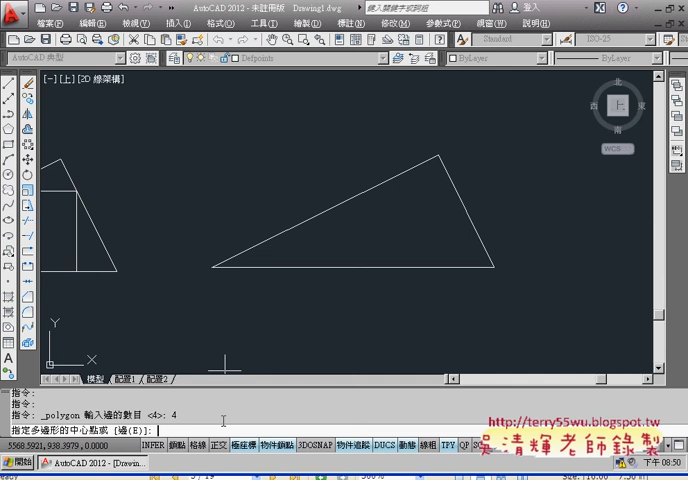 AutoCAD 2012 - 未註冊版 Drawing1.dwg
鍵入關鍵字或片語
登入
檔案(F) 編輯(E) 檢視(V) 插入(I) 格式(O) 工具(T) 繪製(D) 標註(N) 修改(M) 參數式(P) 視窗(W) 說明(H)
Standard ISO-25
AutoCAD 典型 Defpoints ByLayer ByLayer
[-] [上] [2D 線架構]
北
西 上 東
南
WCS
Y
X
模型 配置1 配置2
指令:
指令:
指令: _polygon 輸入邊的數目 <4>: 4
指定多邊形的中心點或 [邊(E)]:
http://terry55wu.blogspot.tw
吳清輝老師錄製
5568.5921, 938.3979, 0.0000 INFER 鎖點 格線 正交 極座標 物件鎖點 3DOSNAP 物件追蹤 DUCS 動態 線粗 TPY QP
開始 AutoCAD 2012 - [Drawin... 下午 08:50